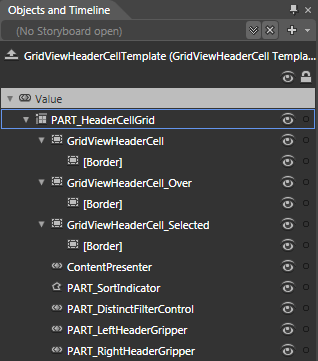 Objects and Timeline
(No Storyboard open)
GridViewHeaderCellTemplate (GridViewHeaderCell Templa...
Value
PART_HeaderCellGrid
GridViewHeaderCell
[Border]
GridViewHeaderCell_Over
[Border]
GridViewHeaderCell_Selected
[Border]
ContentPresenter
PART_SortIndicator
PART_DistinctFilterControl
PART_LeftHeaderGripper
PART_RightHeaderGripper